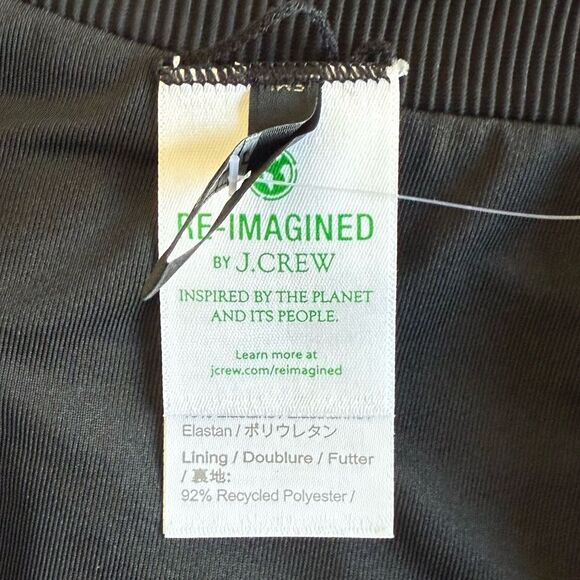 RE-IMAGINED
BY J.CREW
INSPIRED BY THE PLANET
AND ITS PEOPLE.
Learn more at
jcrew.com/reimagined
Elastan / ポリウレタン
Lining / Doublure / Futter
/ 裏地:
92% Recycled Polyester /